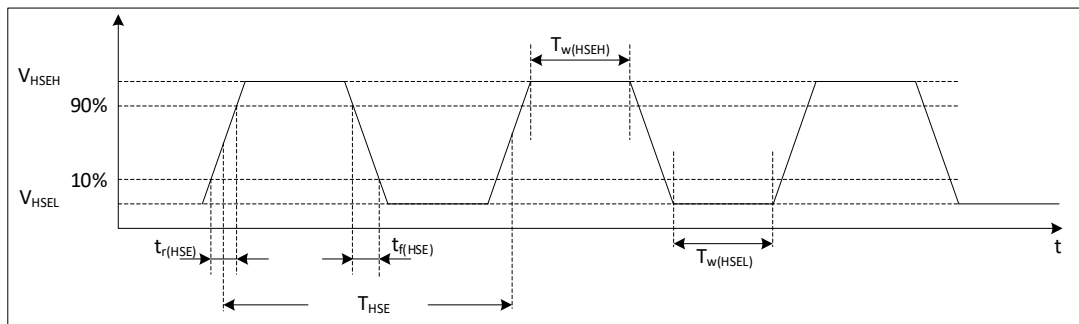 T_w(HSEH)
V_HSEH
90%
10%
V_HSEL
t_r(HSE)
t_f(HSE)
T_w(HSEL)
t
T_HSE